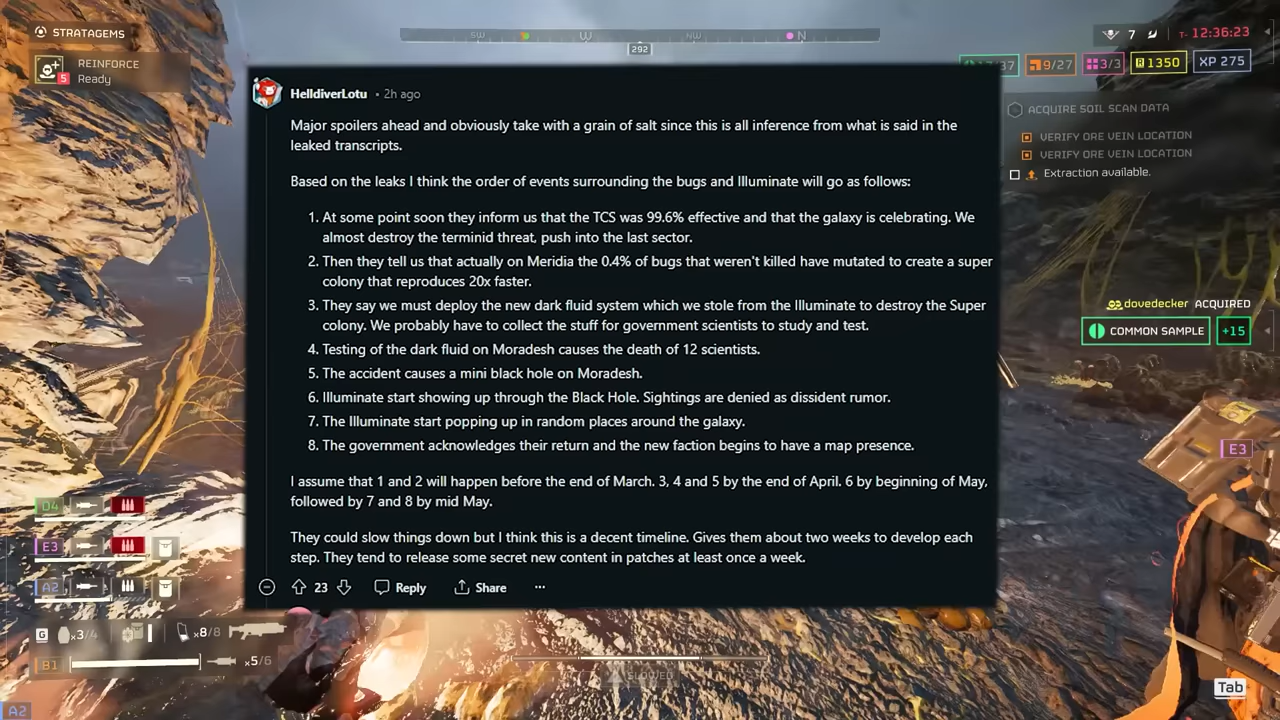 STRATAGEMS
REINFORCE
5
Ready
SW
W
NW
N
292
7
T- 12:36:23
9/27
3/3
R 1350
XP 275
ACQUIRE SOIL SCAN DATA
VERIFY ORE VEIN LOCATION
VERIFY ORE VEIN LOCATION
Extraction available.
HelldiverLotu • 2h ago
Major spoilers ahead and obviously take with a grain of salt since this is all inference from what is said in the
leaked transcripts.
Based on the leaks I think the order of events surrounding the bugs and Illuminate will go as follows:
1. At some point soon they inform us that the TCS was 99.6% effective and that the galaxy is celebrating. We
almost destroy the terminid threat, push into the last sector.
2. Then they tell us that actually on Meridia the 0.4% of bugs that weren't killed have mutated to create a super
colony that reproduces 20x faster.
3. They say we must deploy the new dark fluid system which we stole from the Illuminate to destroy the Super
colony. We probably have to collect the stuff for government scientists to study and test.
4. Testing of the dark fluid on Moradesh causes the death of 12 scientists.
5. The accident causes a mini black hole on Moradesh.
6. Illuminate start showing up through the Black Hole. Sightings are denied as dissident rumor.
7. The Illuminate start popping up in random places around the galaxy.
8. The government acknowledges their return and the new faction begins to have a map presence.
I assume that 1 and 2 will happen before the end of March. 3, 4 and 5 by the end of April. 6 by beginning of May,
followed by 7 and 8 by mid May.
They could slow things down but I think this is a decent timeline. Gives them about two weeks to develop each
step. They tend to release some secret new content in patches at least once a week.
23 Reply Share ...
dovedecker ACQUIRED
COMMON SAMPLE +15
E3
D4
E3
A2
G x3/4 x8/8
B1 x5/6
SLOWED
Tab
A2